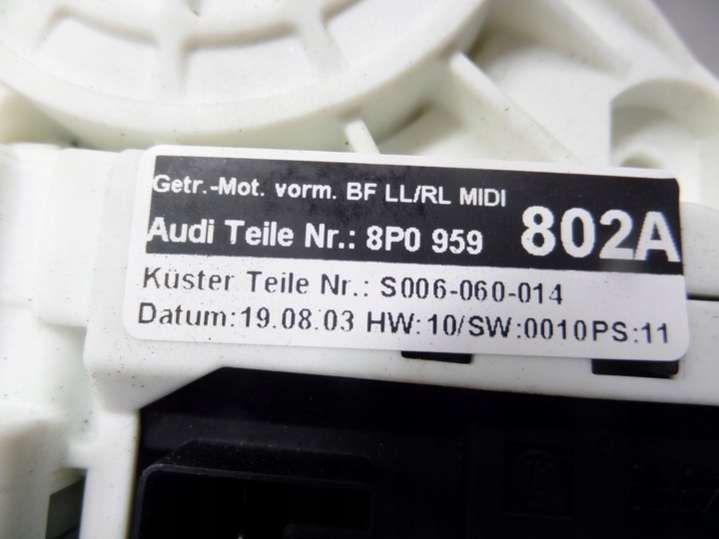 Getr.-Mot. vorm. BF LL/RL MIDI
Audi Teile Nr.: 8P0 959 802A
Küster Teile Nr.: S006-060-014
Datum:19.08.03 HW:10/SW:0010PS:11